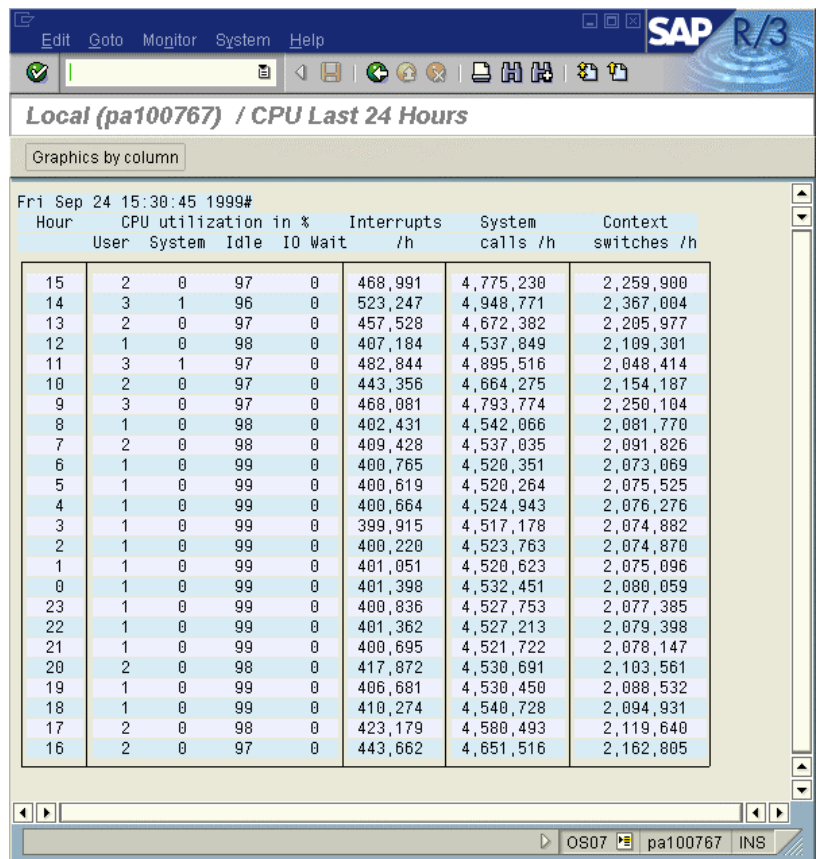 Edit Goto Monitor System Help
SAP R/3
Local (pa100767) / CPU Last 24 Hours
Graphics by column
Fri Sep 24 15:30:45 1999#
Hour CPU utilization in % Interrupts System Context
User System Idle IO Wait /h calls /h switches /h
15 2 0 97 0 468,991 4,775,230 2,259,900
14 3 1 96 0 523,247 4,948,771 2,367,004
13 2 0 97 0 457,528 4,672,382 2,205,977
12 1 0 98 0 407,184 4,537,849 2,109,301
11 3 1 97 0 482,844 4,895,516 2,048,414
10 2 0 97 0 443,356 4,664,275 2,154,187
9 3 0 97 0 468,081 4,793,774 2,250,104
8 1 0 98 0 402,431 4,542,066 2,081,770
7 2 0 98 0 409,428 4,537,035 2,091,826
6 1 0 99 0 400,765 4,520,351 2,073,069
5 1 0 99 0 400,619 4,520,264 2,075,525
4 1 0 99 0 400,664 4,524,943 2,076,276
3 1 0 99 0 399,915 4,517,178 2,074,882
2 1 0 99 0 400,220 4,523,763 2,074,870
1 1 0 99 0 401,051 4,520,623 2,075,096
0 1 0 99 0 401,398 4,532,451 2,080,059
23 1 0 99 0 400,836 4,527,753 2,077,385
22 1 0 99 0 401,362 4,527,213 2,079,398
21 1 0 99 0 400,695 4,521,722 2,078,147
20 2 0 98 0 417,872 4,530,691 2,103,561
19 1 0 99 0 406,681 4,530,450 2,088,532
18 1 0 99 0 410,274 4,540,728 2,094,931
17 2 0 98 0 423,179 4,580,493 2,119,640
16 2 0 97 0 443,662 4,651,516 2,162,805
OS07 pa100767 INS